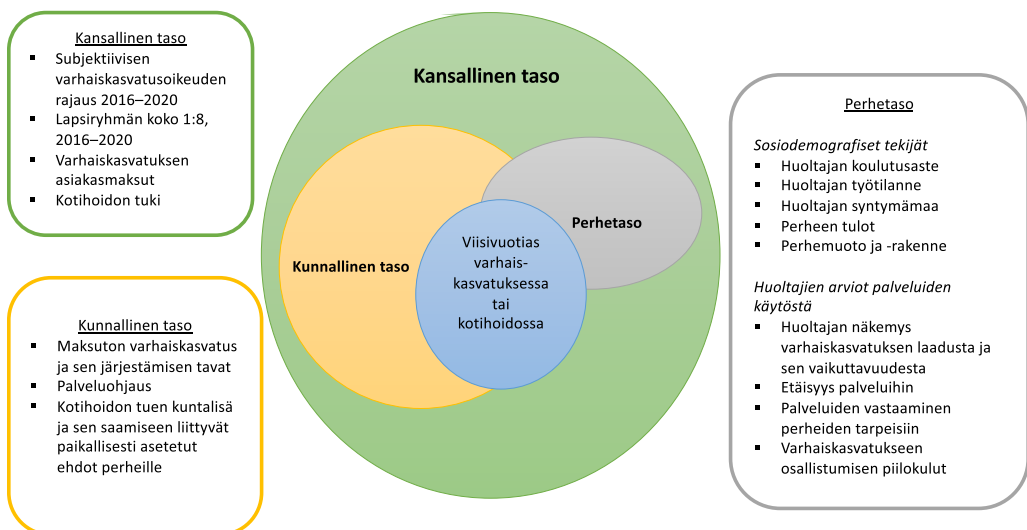 Kansallinen taso
▪ Subjektiivisen
varhaiskasvatusoikeuden
rajaus 2016–2020
▪ Lapsiryhmän koko 1:8,
2016–2020
▪ Varhaiskasvatuksen
asiakasmaksut
▪ Kotihoidon tuki
Kunnallinen taso
▪ Maksuton varhaiskasvatus
ja sen järjestämisen tavat
▪ Palveluohjaus
▪ Kotihoidon tuen kuntalisä
ja sen saamiseen liittyvät
paikallisesti asetetut
ehdot perheille
Kansallinen taso
Kunnallinen taso
Perhetaso
Viisivuotias
varhais-
kasvatuksessa
tai
kotihoidossa
Perhetaso
Sosiodemografiset tekijät
▪ Huoltajan koulutusaste
▪ Huoltajan työtilanne
▪ Huoltajan syntymämaa
▪ Perheen tulot
▪ Perhemuoto ja -rakenne
Huoltajien arviot palveluiden
käytöstä
▪ Huoltajan näkemys
varhaiskasvatuksen laadusta ja
sen vaikuttavuudesta
▪ Etäisyys palveluihin
▪ Palveluiden vastaaminen
perheiden tarpeisiin
▪ Varhaiskasvatukseen
osallistumisen piilokulut